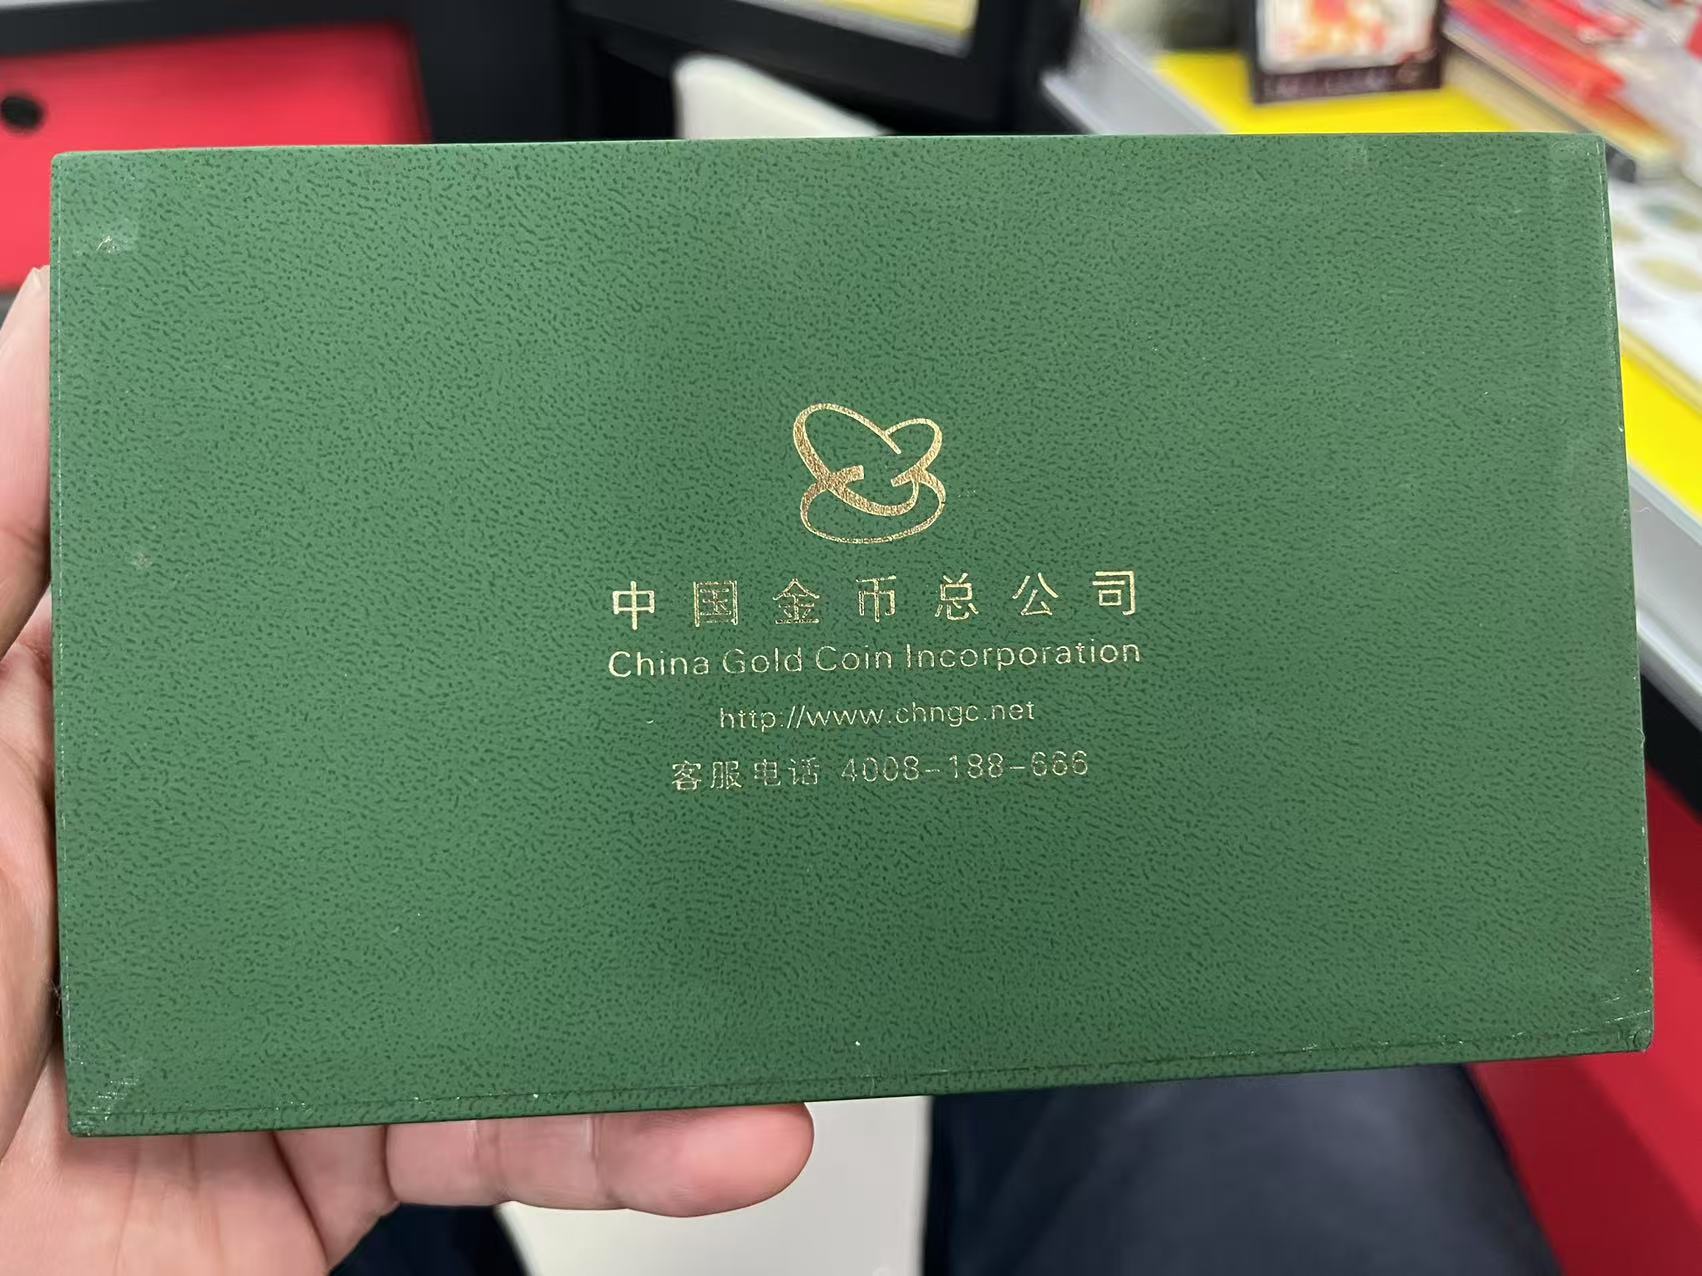 中国金币总公司
China Gold Coin Incorporation
http://www.chngc.net
客服电话 4008-188-666